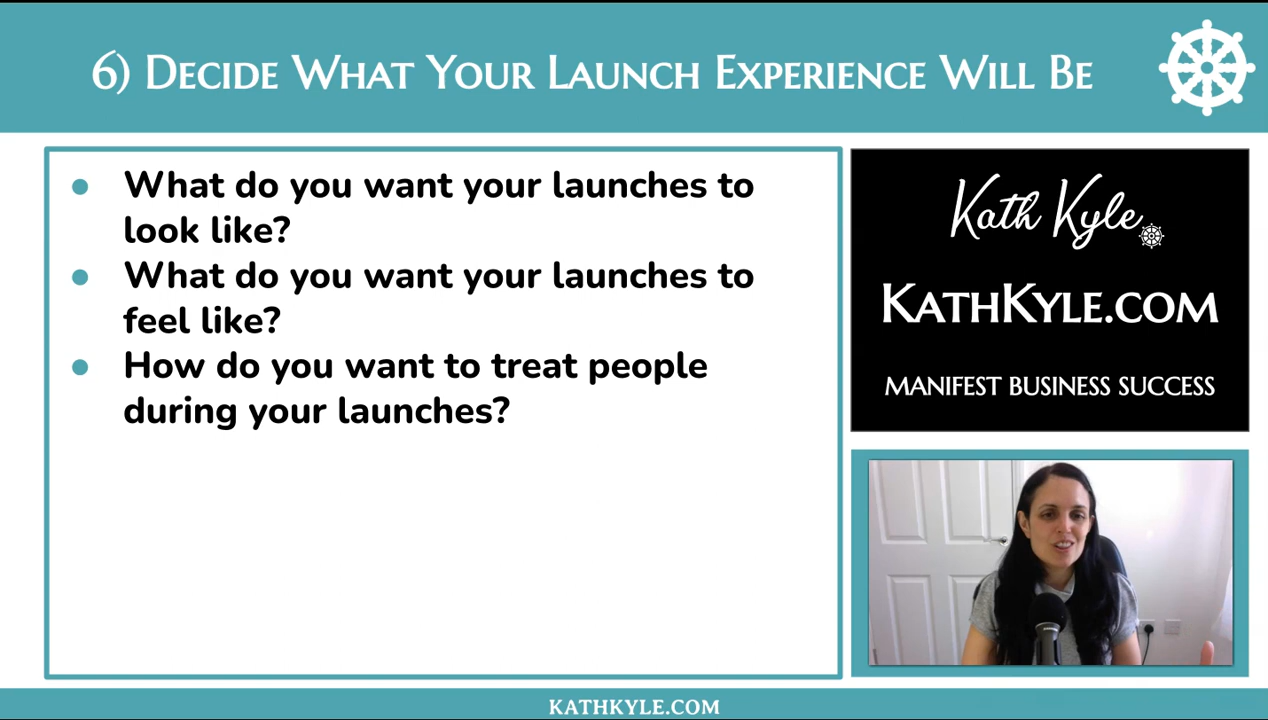 6) Decide What Your Launch Experience Will Be
● What do you want your launches to
look like?
● What do you want your launches to
feel like?
● How do you want to treat people
during your launches?
Kath Kyle
KathKyle.com
MANIFEST BUSINESS SUCCESS
KATHKYLE.COM